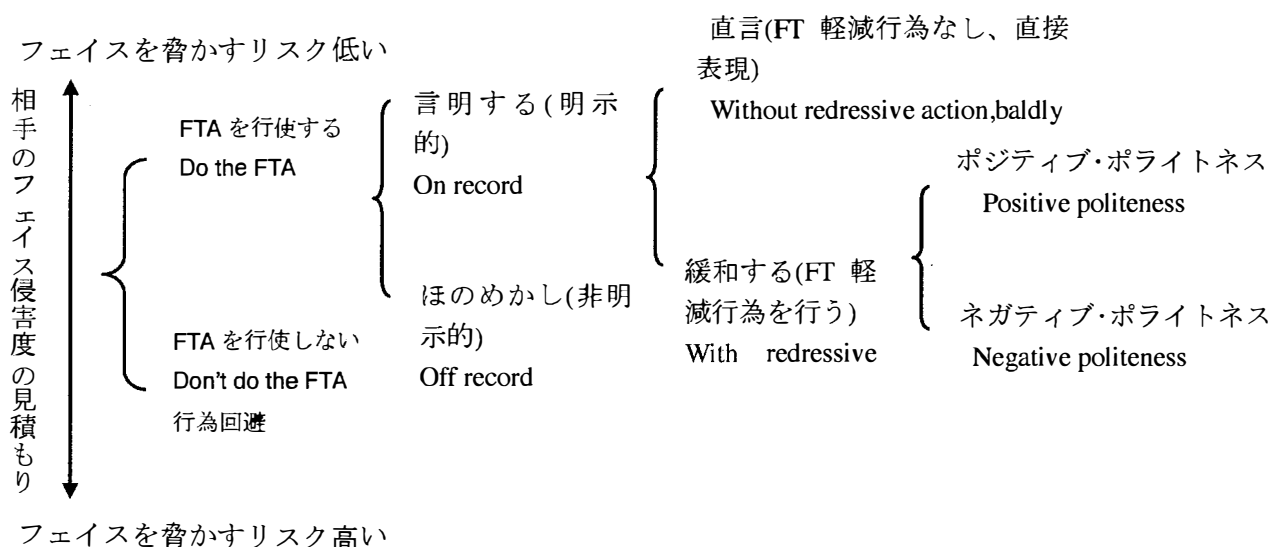 フェイスを脅かすリスク低い
相手のフェイス侵害度の見積もり
FTAを行使する
Do the FTA
FTAを行使しない
Don't do the FTA
行為回避
言明する(明示
的)
On record
ほのめかし(非明
示的)
Off record
直言(FT 軽減行為なし、直接
表現)
Without redressive action,baldly
緩和する(FT 軽
減行為を行う)
With redressive
ポジティブ・ポライトネス
Positive politeness
ネガティブ・ポライトネス
Negative politeness
フェイスを脅かすリスク高い